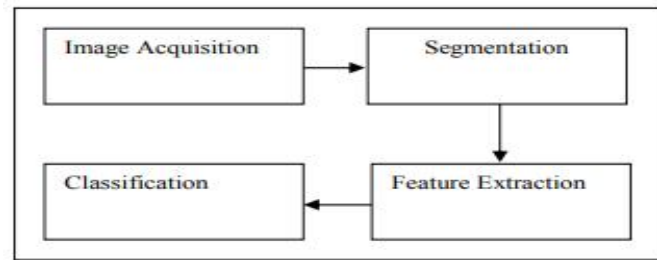 Image Acquisition
Segmentation
Classification
Feature Extraction